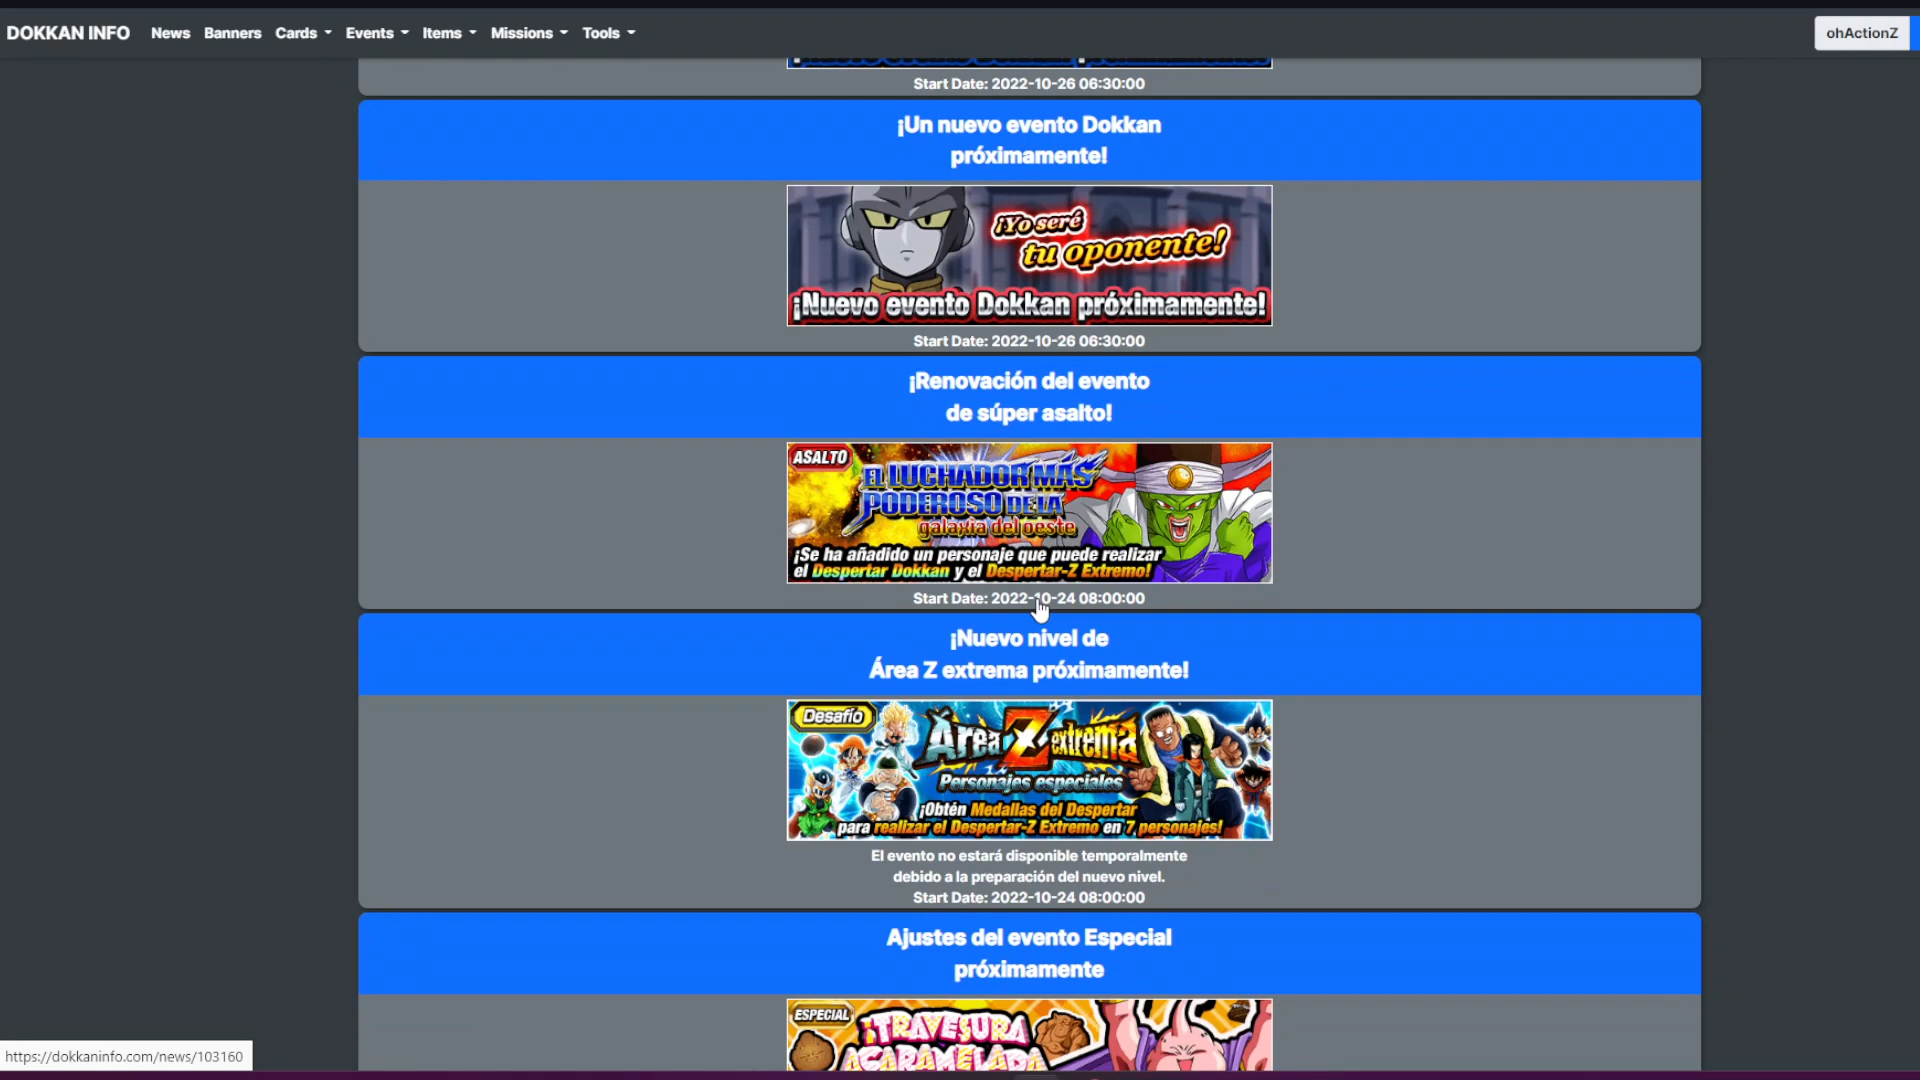 DOKKAN INFO News Banners Cards Events Items Missions Tools ohActionZ
Start Date: 2022-10-26 06:30:00
¡Un nuevo evento Dokkan
próximamente!
¡Yo seré
tu oponente!
¡Nuevo evento Dokkan próximamente!
Start Date: 2022-10-26 06:30:00
¡Renovación del evento
de súper asalto!
ASALTO
EL LUCHADOR MÁS
PODEROSO DE LA
galaxia del oeste
¡Se ha añadido un personaje que puede realizar
el Despertar Dokkan y el Despertar-Z Extremo!
Start Date: 2022-10-24 08:00:00
¡Nuevo nivel de
Área Z extrema próximamente!
Desafío
Área Z extrema
Personajes especiales
¡Obtén Medallas del Despertar
para realizar el Despertar-Z Extremo en 7 personajes!
El evento no estará disponible temporalmente
debido a la preparación del nuevo nivel.
Start Date: 2022-10-24 08:00:00
Ajustes del evento Especial
próximamente
ESPECIAL
¡TRAVESURA
ACARAMELADA
https://dokkaninfo.com/news/103160